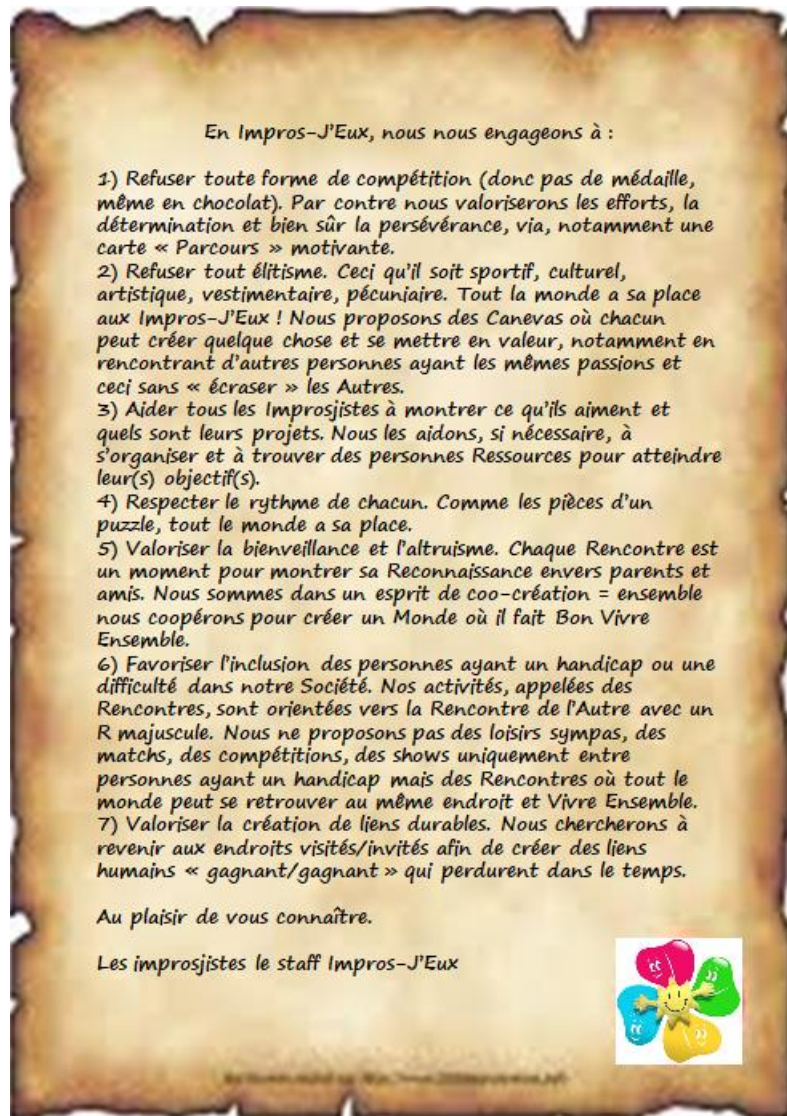 En Impros-J'Eux, nous nous engageons à :
1) Refuser toute forme de compétition (donc pas de médaille,
même en chocolat). Par contre nous valoriserons les efforts, la
détermination et bien sûr la persévérance, via, notamment une
carte « Parcours » motivante.
2) Refuser tout élitisme. Ceci qu'il soit sportif, culturel,
artistique, vestimentaire, pécuniaire. Tout la monde a sa place
aux Impros-J'Eux ! Nous proposons des Canevas où chacun
peut créer quelque chose et se mettre en valeur, notamment en
rencontrant d'autres personnes ayant les mêmes passions et
ceci sans « écraser » les Autres.
3) Aider tous les Improsjistes à montrer ce qu'ils aiment et
quels sont leurs projets. Nous les aidons, si nécessaire, à
s'organiser et à trouver des personnes Ressources pour atteindre
leur(s) objectif(s).
4) Respecter le rythme de chacun. Comme les pièces d'un
puzzle, tout le monde a sa place.
5) Valoriser la bienveillance et l'altruisme. Chaque Rencontre est
un moment pour montrer sa Reconnaissance envers parents et
amis. Nous sommes dans un esprit de coo-création = ensemble
nous coopérons pour créer un Monde où il fait Bon Vivre
Ensemble.
6) Favoriser l'inclusion des personnes ayant un handicap ou une
difficulté dans notre Société. Nos activités, appelées des
Rencontres, sont orientées vers la Rencontre de l'Autre avec un
R majuscule. Nous ne proposons pas des loisirs sympas, des
matchs, des compétitions, des shows uniquement entre
personnes ayant un handicap mais des Rencontres où tout le
monde peut se retrouver au même endroit et Vivre Ensemble.
7) Valoriser la création de liens durables. Nous chercherons à
revenir aux endroits visités/invités afin de créer des liens
humains « gagnant/gagnant » qui perdurent dans le temps.
Au plaisir de vous connaître.
Les improsjistes le staff Impros-J'Eux